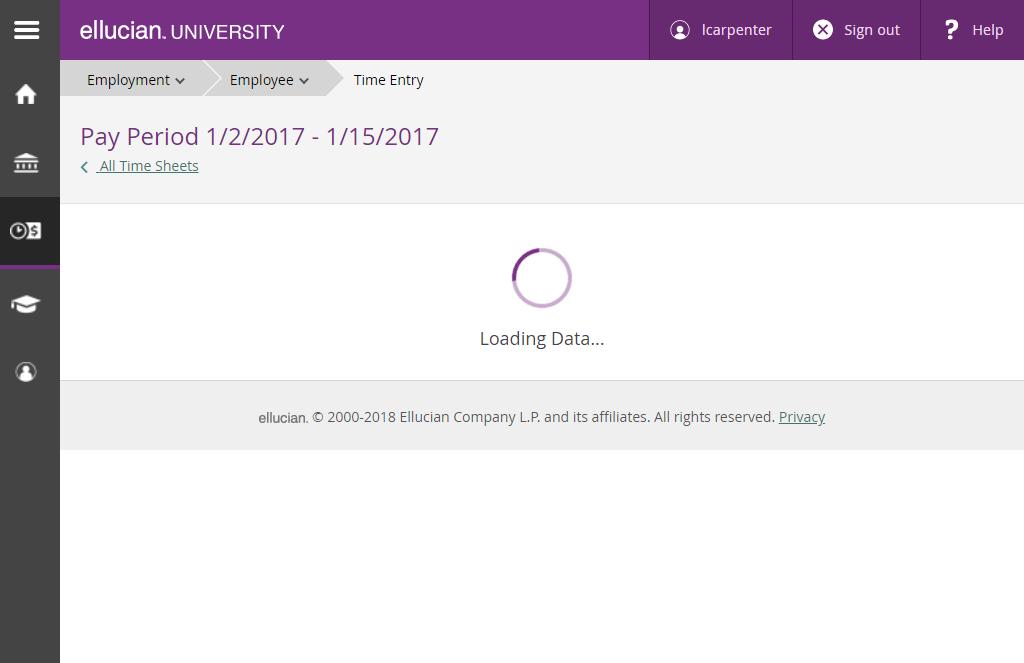 ellucian. UNIVERSITY
lcarpenter
Sign out
? Help
Employment
Employee
Time Entry
Pay Period 1/2/2017 - 1/15/2017
All Time Sheets
Loading Data...
ellucian. © 2000-2018 Ellucian Company L.P. and its affiliates. All rights reserved. Privacy